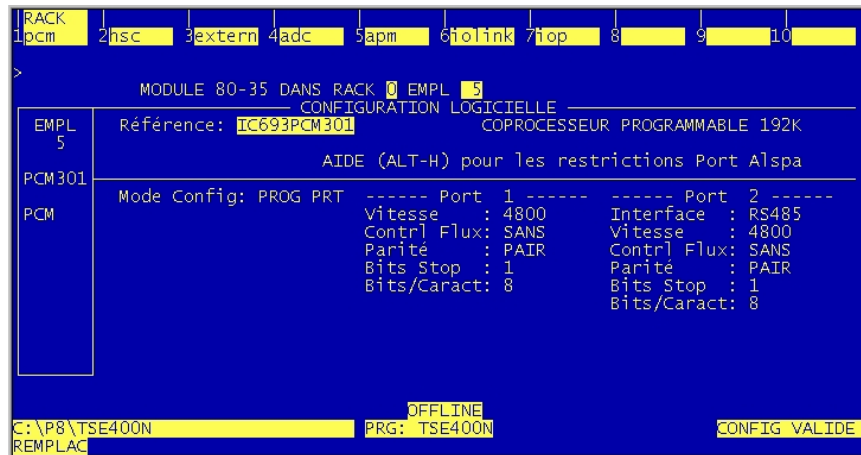 RACK
1pcm 2hsc 3extern 4adc 5apm 6iolink 7iop 8 9 10
>
MODULE 80-35 DANS RACK 0 EMPL 5
CONFIGURATION LOGICIELLE
EMPL Référence: IC693PCM301 COPROCESSEUR PROGRAMMABLE 192K
5
AIDE (ALT-H) pour les restrictions Port Alspa
PCM301
Mode Config: PROG PRT ------ Port 1 ------ ------ Port 2 ------
PCM Vitesse : 4800 Interface : RS485
Contrl Flux: SANS Vitesse : 4800
Parité : PAIR Contrl Flux: SANS
Bits Stop : 1 Parité : PAIR
Bits/Caract: 8 Bits Stop : 1
Bits/Caract: 8
OFFLINE
C:\P8\TSE400N PRG: TSE400N CONFIG VALIDE
REMPLAC